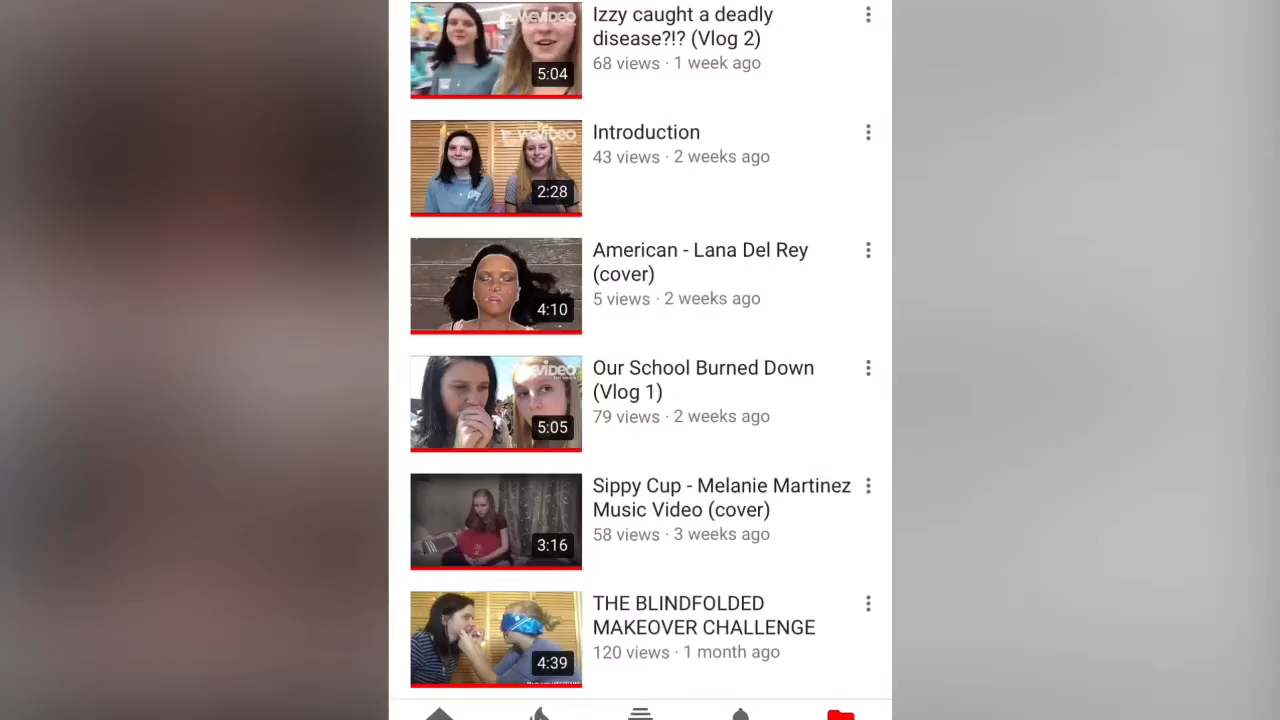 WEVIDEO
5:04
Izzy caught a deadly
disease?!? (Vlog 2)
68 views · 1 week ago
WEVIDEO
2:28
Introduction
43 views · 2 weeks ago
4:10
American - Lana Del Rey
(cover)
5 views · 2 weeks ago
VIDEO
5:05
Our School Burned Down
(Vlog 1)
79 views · 2 weeks ago
3:16
Sippy Cup - Melanie Martinez
Music Video (cover)
58 views · 3 weeks ago
4:39
THE BLINDFOLDED
MAKEOVER CHALLENGE
120 views · 1 month ago